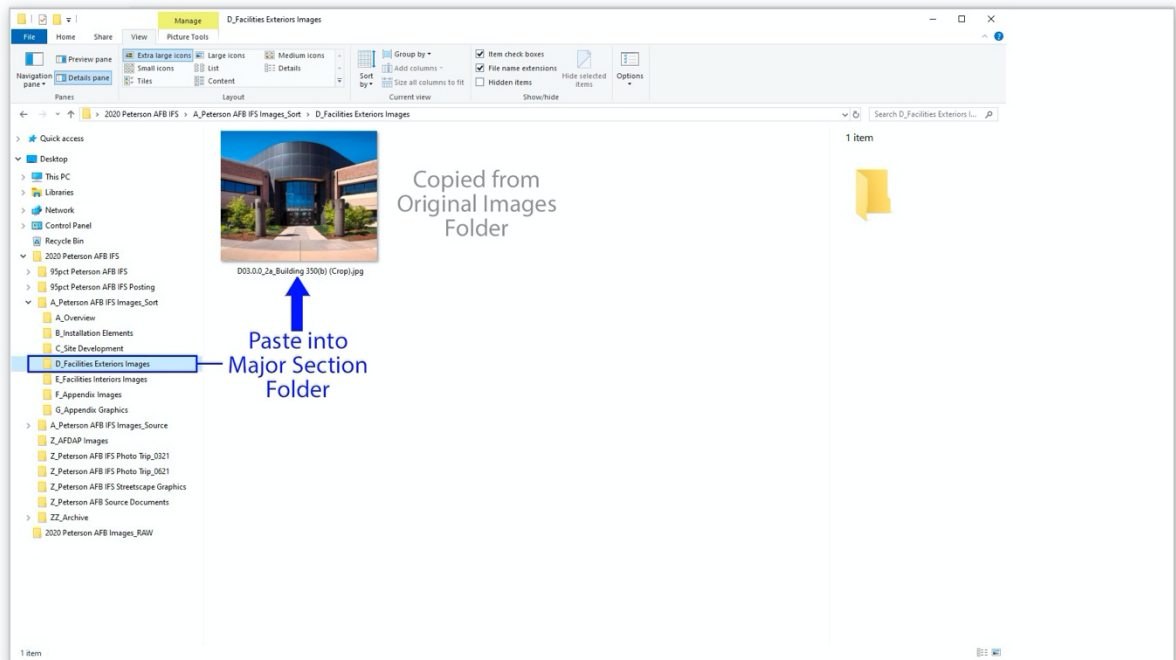 Manage
D_Facilities Exteriors Images
File
Home
Share
View
Picture Tools
Navigation pane
Preview pane
Details pane
Panes
Extra large icons
Large icons
Medium icons
Small icons
List
Details
Tiles
Content
Layout
Sort by
Group by
Add columns
Size all columns to fit
Current view
Item check boxes
File name extensions
Hidden items
Hide selected items
Show/hide
Options
2020 Peterson AFB IFS > A_Peterson AFB IFS Images_Sort > D_Facilities Exteriors Images
Search D_Facilities Exteriors I...
Quick access
Desktop
This PC
Libraries
Network
Control Panel
Recycle Bin
2020 Peterson AFB IFS
95pct Peterson AFB IFS
95pct Peterson AFB IFS Posting
A_Peterson AFB IFS Images_Sort
A_Overview
B_Installation Elements
C_Site Development
D_Facilities Exteriors Images
E_Facilities Interiors Images
F_Appendix Images
G_Appendix Graphics
A_Peterson AFB IFS Images_Source
Z_AFDAP Images
Z_Peterson AFB IFS Photo Trip_0321
Z_Peterson AFB IFS Photo Trip_0621
Z_Peterson AFB IFS Streetscape Graphics
Z_Peterson AFB Source Documents
ZZ_Archive
2020 Peterson AFB Images_RAW
D03.0.0_2a_Building 350(b) (Crop).jpg
Copied from
Original Images
Folder
Paste into
Major Section
Folder
1 item
1 item